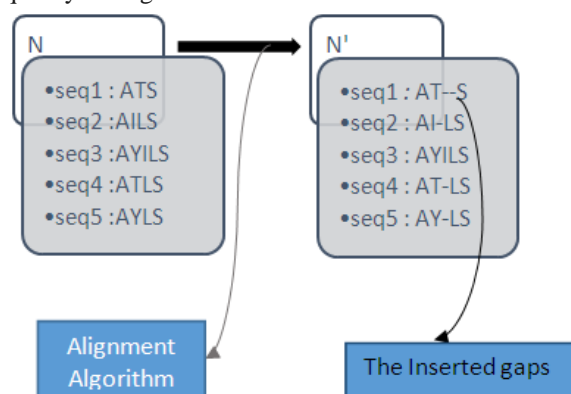 N
•seq1 : ATS
•seq2 : AILS
•seq3 : AYILS
•seq4 : ATLS
•seq5 :AYLS
N'
•seq1 : AT--S
•seq2 : AI-LS
•seq3 : AYILS
•seq4 : AT-LS
•seq5 : AY-LS
Alignment
Algorithm
The Inserted gaps